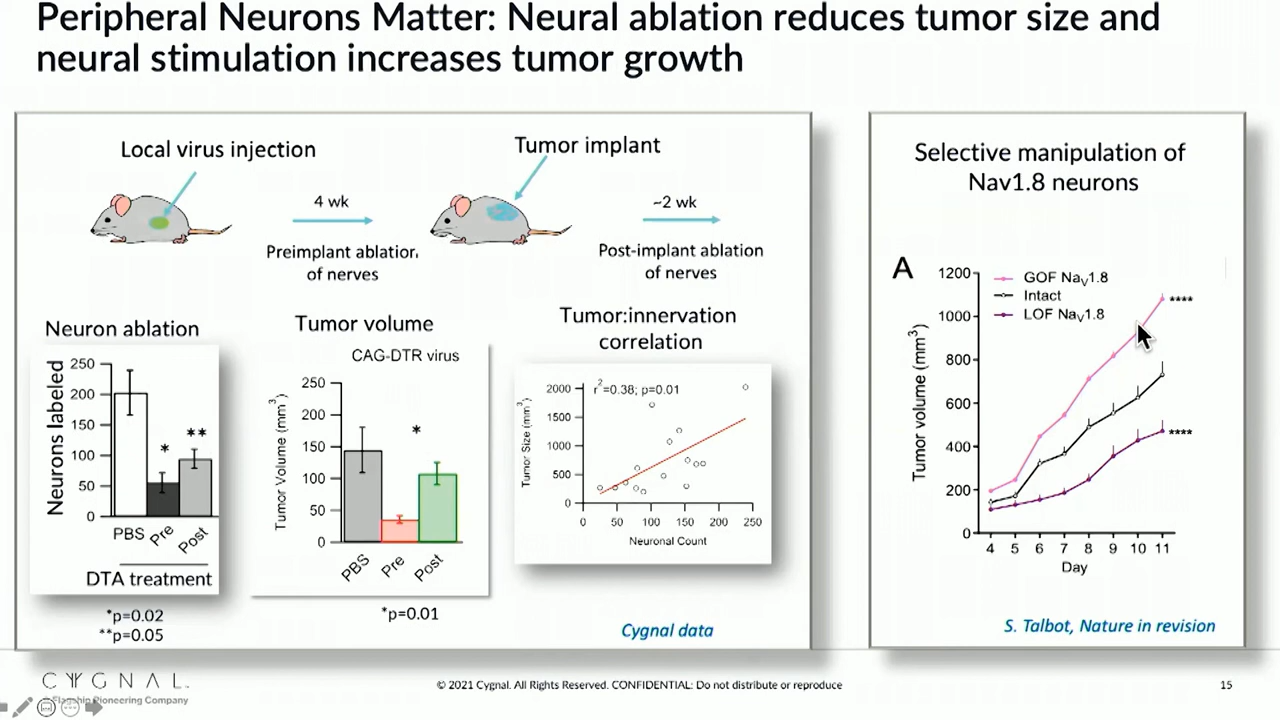 Peripheral Neurons Matter: Neural ablation reduces tumor size and
neural stimulation increases tumor growth
Local virus injection
4 wk
Preimplant ablation
of nerves
Tumor implant
~2 wk
Post-implant ablation
of nerves
Neuron ablation
Neurons labeled
250
200
150
100
50
0
*
**
PBS
Pre
Post
DTA treatment
*p=0.02
**p=0.05
Tumor volume
CAG-DTR virus
Tumor Volume (mm³)
250
200
150
100
50
0
*
PBS
Pre
Post
*p=0.01
Tumor:innervation
correlation
r²=0.38; p=0.01
Tumor Size (mm³)
2000
1500
1000
500
0
0 50 100 150 200 250
Neuronal Count
Cygnal data
Selective manipulation of
Nav1.8 neurons
A
GOF NaV1.8
Intact
LOF NaV1.8
Tumor volume (mm³)
1200
1000
800
600
400
200
0
****
****
4 5 6 7 8 9 10 11
Day
S. Talbot, Nature in revision
CYGNAL
Flagship Pioneering Company
© 2021 Cygnal. All Rights Reserved. CONFIDENTIAL: Do not distribute or reproduce
15